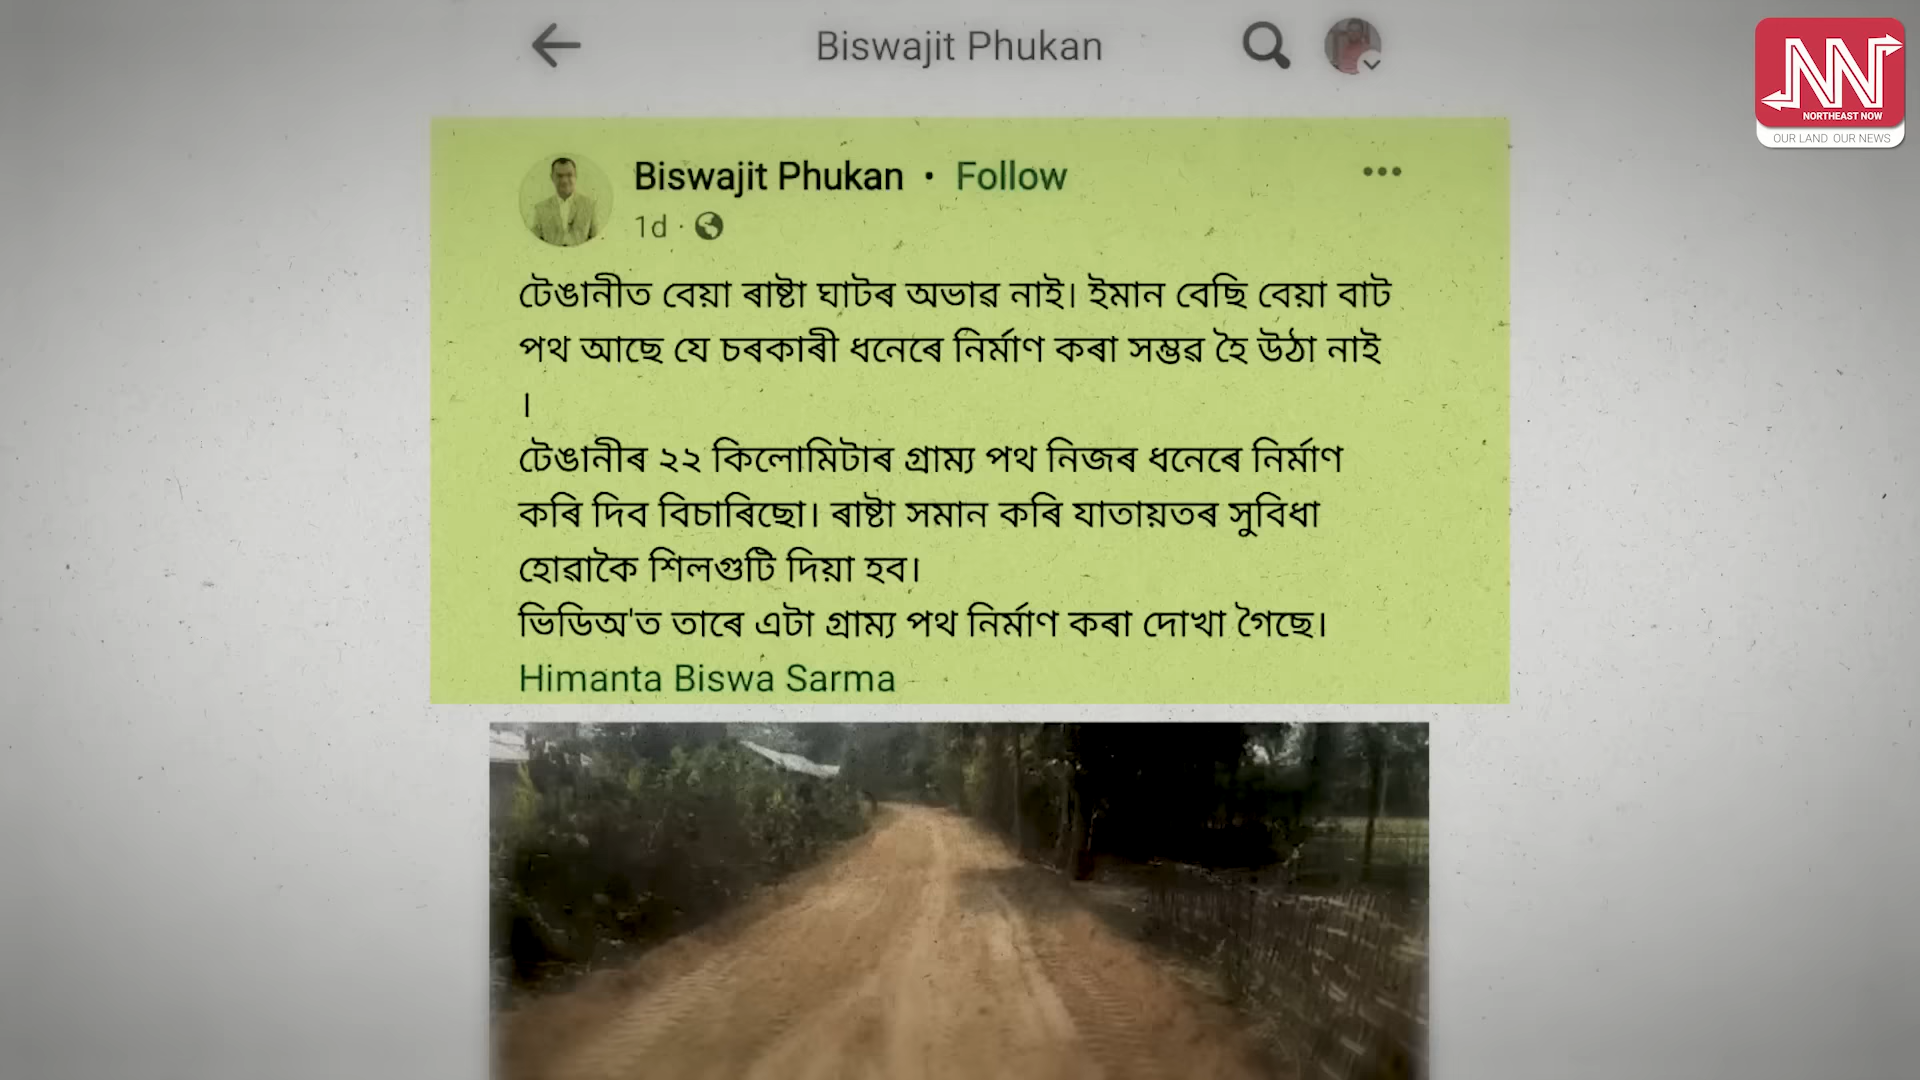 Biswajit Phukan
NN
NORTHEAST NOW
OUR LAND OUR NEWS
Biswajit Phukan • Follow
1d ·
টেঙানীত বেয়া ৰাষ্টা ঘাটৰ অভাৱ নাই। ইমান বেছি বেয়া বাট
পথ আছে যে চৰকাৰী ধনেৰে নিৰ্মাণ কৰা সম্ভৱ হৈ উঠা নাই
।
টেঙানীৰ ২২ কিলোমিটাৰ গ্ৰাম্য পথ নিজৰ ধনেৰে নিৰ্মাণ
কৰি দিব বিচাৰিছো। ৰাষ্টা সমান কৰি যাতায়তৰ সুবিধা
হোৱাকৈ শিলগুটি দিয়া হব।
ভিডিঅ'ত তাৰে এটা গ্ৰাম্য পথ নিৰ্মাণ কৰা দোখা গৈছে।
Himanta Biswa Sarma